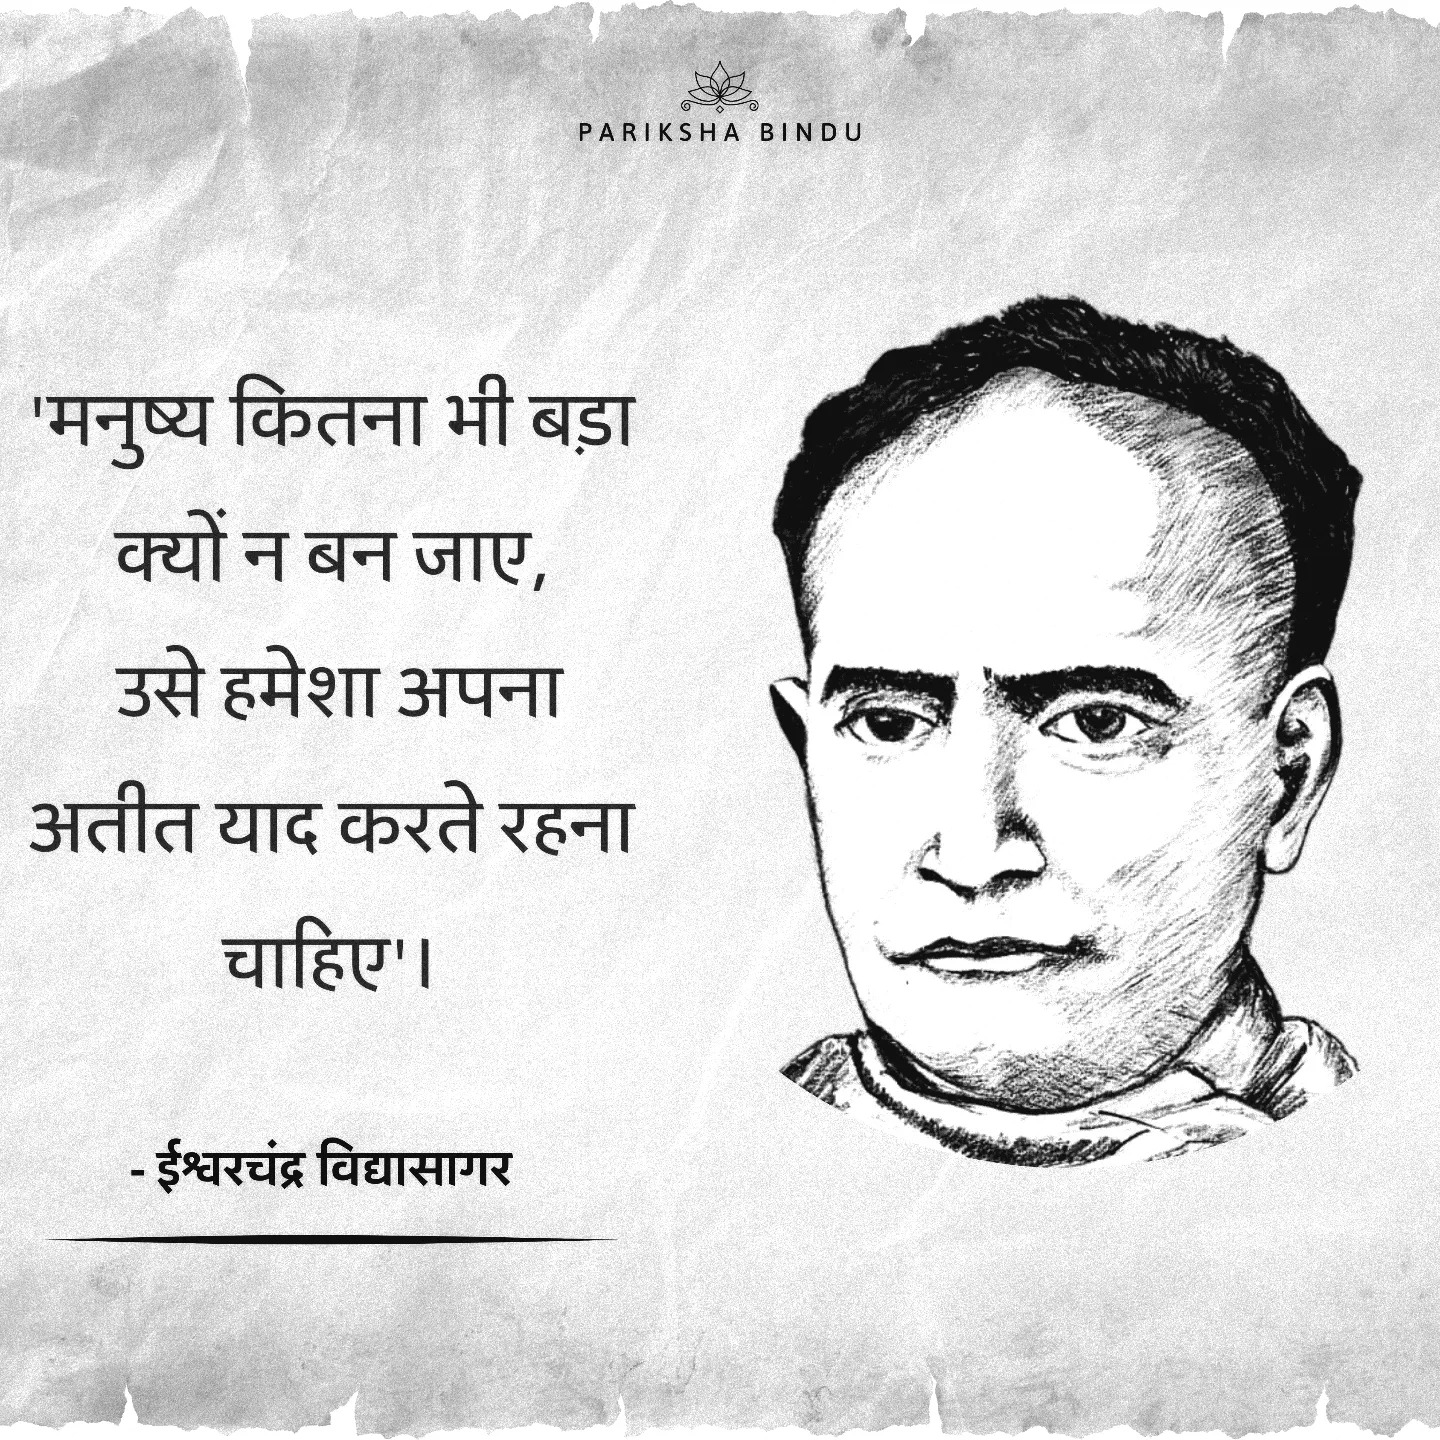 PARIKSHA BINDU
'मनुष्य कितना भी बड़ा
क्यों न बन जाए,
उसे हमेशा अपना
अतीत याद करते रहना
चाहिए'।
- ईश्वरचंद्र विद्यासागर